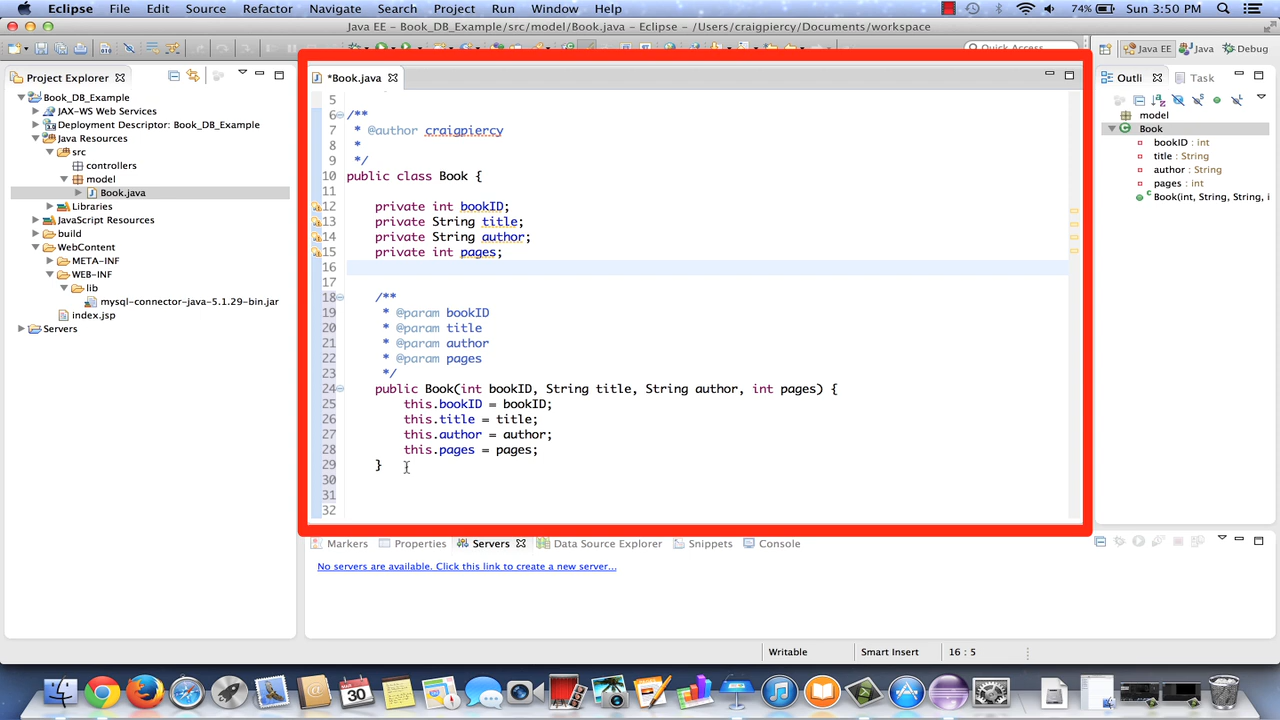 Eclipse File Edit Source Refactor Navigate Search Project Run Window Help 74% Sun 3:50 PM
Java EE - Book_DB_Example/src/model/Book.java - Eclipse - /Users/craigpiercy/Documents/workspace
Quick Access Java EE Java Debug
Project Explorer
Book_DB_Example
JAX-WS Web Services
Deployment Descriptor: Book_DB_Example
Java Resources
src
controllers
model
Book.java
Libraries
JavaScript Resources
build
WebContent
META-INF
WEB-INF
lib
mysql-connector-java-5.1.29-bin.jar
index.jsp
Servers
*Book.java
5
6 /**
7 * @author craigpiercy
8 *
9 */
10 public class Book {
11
12 private int bookID;
13 private String title;
14 private String author;
15 private int pages;
16
17
18 /**
19 * @param bookID
20 * @param title
21 * @param author
22 * @param pages
23 */
24 public Book(int bookID, String title, String author, int pages) {
25 this.bookID = bookID;
26 this.title = title;
27 this.author = author;
28 this.pages = pages;
29 }
30
31
32
Outli Task
model
Book
bookID : int
title : String
author : String
pages : int
Book(int, String, String, i
Markers Properties Servers Data Source Explorer Snippets Console
No servers are available. Click this link to create a new server...
Writable Smart Insert 16 : 5